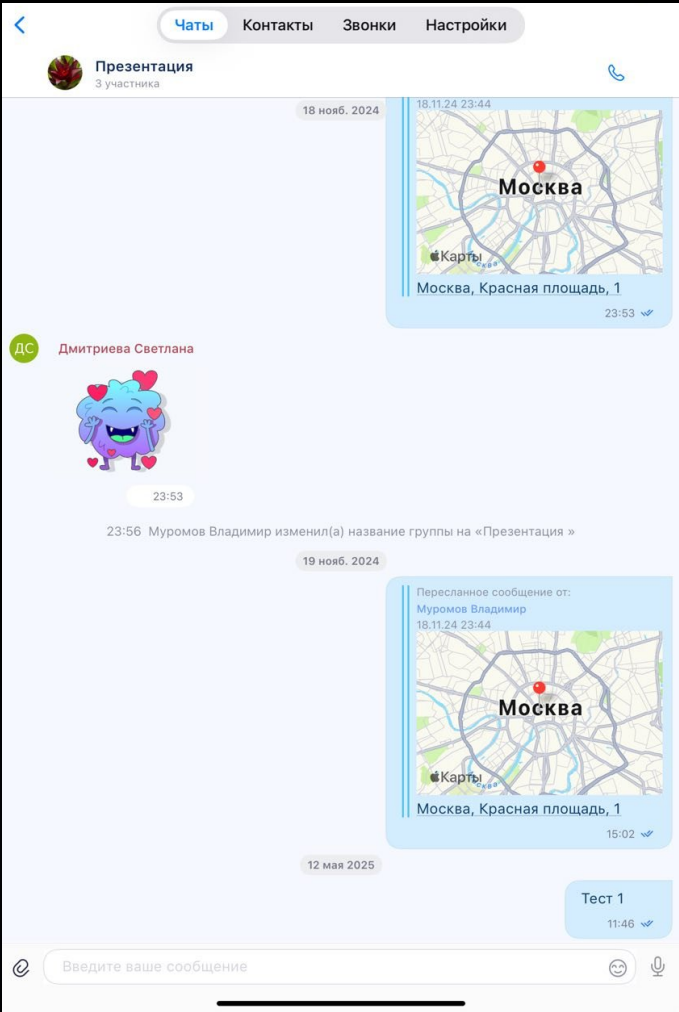 Чаты Контакты Звонки Настройки
Презентация
3 участника
18 нояб. 2024
18.11.24 23:44
Москва
Карты
Москва
Москва, Красная площадь, 1
23:53
ДС
Дмитриева Светлана
23:53
23:56 Муромов Владимир изменил(а) название группы на «Презентация »
19 нояб. 2024
Пересланное сообщение от:
Муромов Владимир
18.11.24 23:44
Москва
Карты
Москва
Москва, Красная площадь, 1
15:02
12 мая 2025
Тест 1
11:46
Введите ваше сообщение